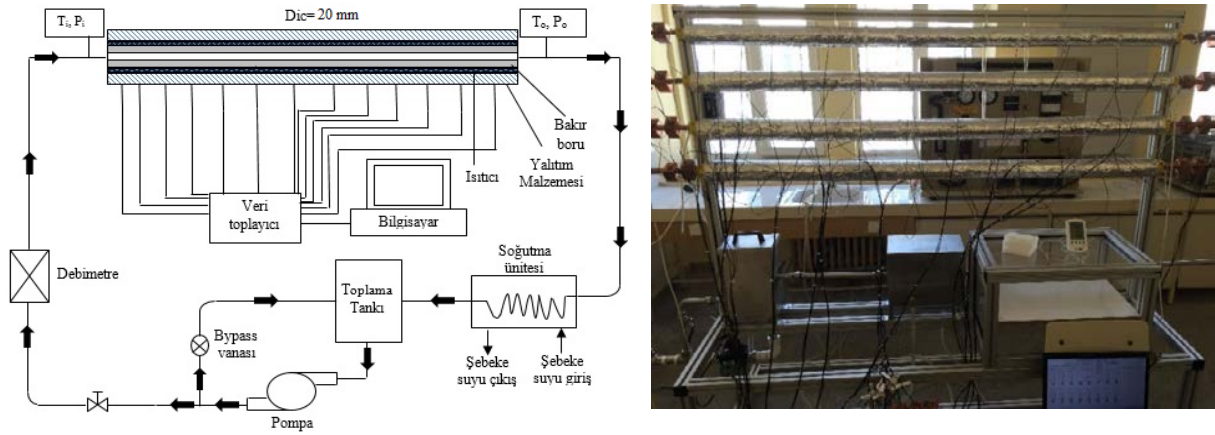 Dic= 20 mm
Ti, Pi
To, Po
Bakır
boru
Yalıtım
Malzemesi
Isıtıcı
Veri
toplayıcı
Bilgisayar
Debimetre
Soğutma
ünitesi
Toplama
Tankı
Bypass
vanası
Şebeke
suyu çıkış
Şebeke
suyu giriş
Pompa